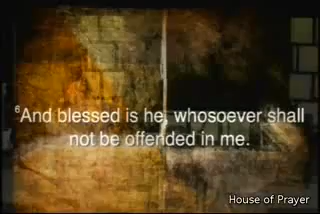 ⁶And blessed is he, whosoever shall
not be offended in me.
House of Prayer